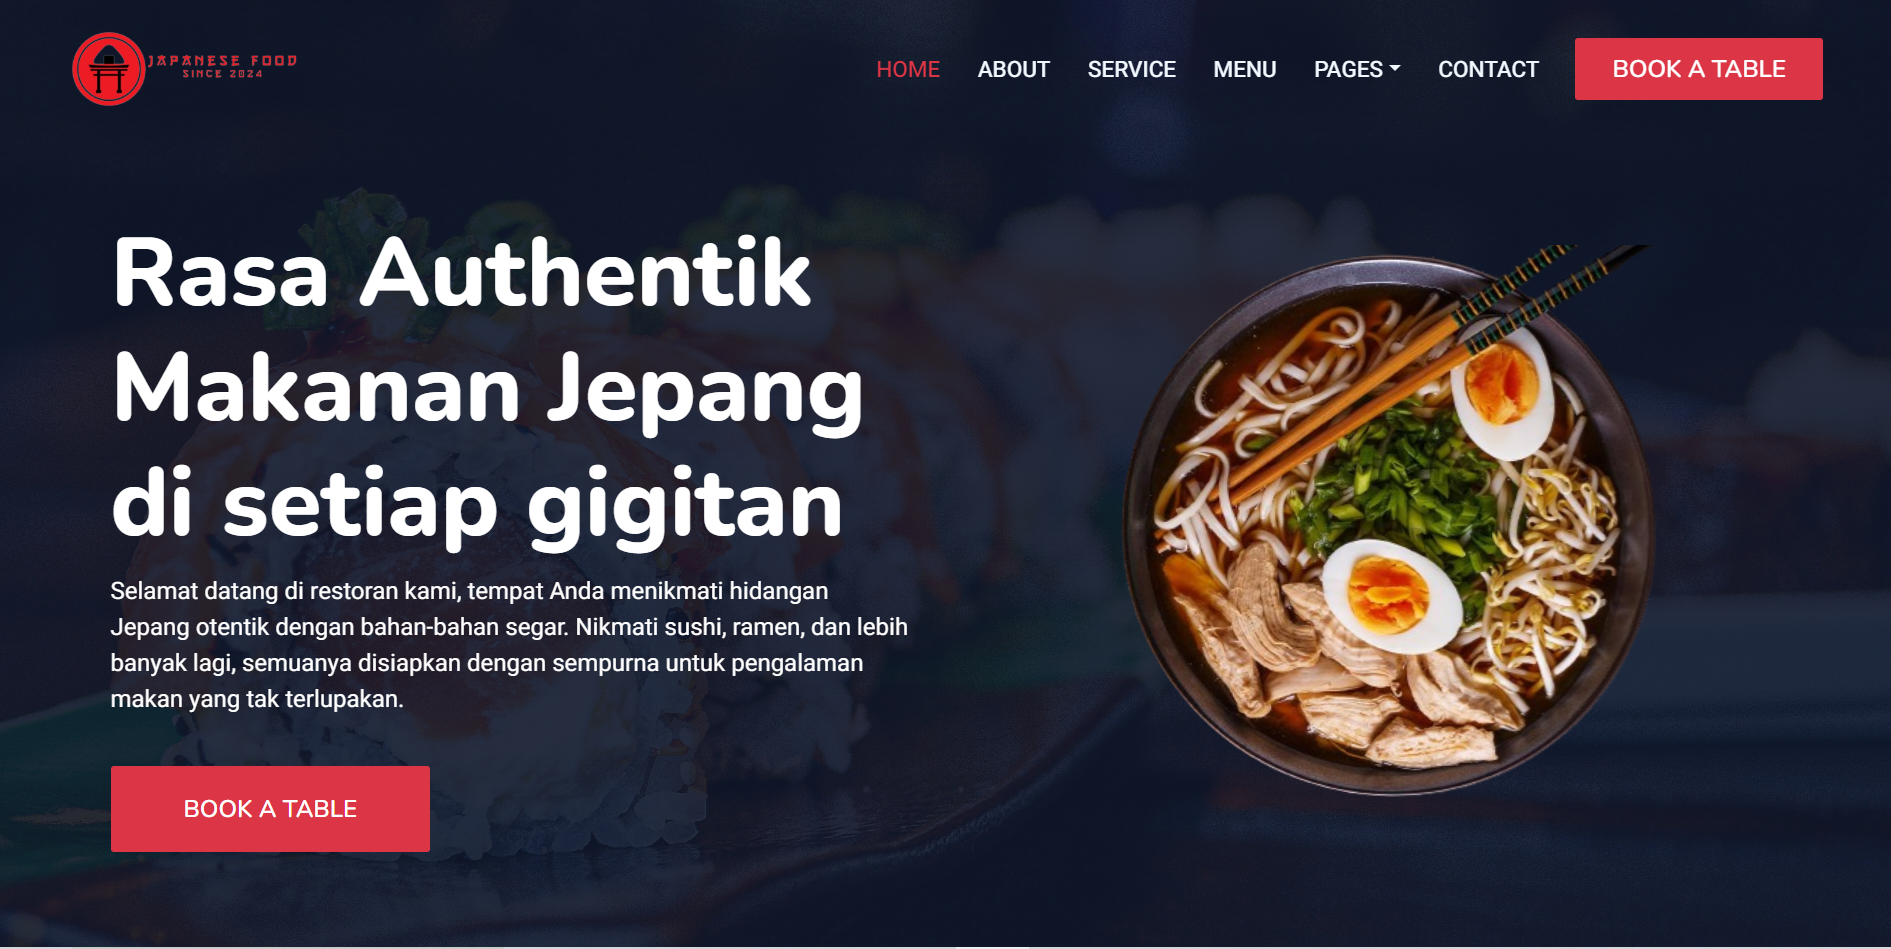 JAPANESE FOOD
SINCE 2024
HOME ABOUT SERVICE MENU PAGES CONTACT BOOK A TABLE
Rasa Authentik
Makanan Jepang
di setiap gigitan
Selamat datang di restoran kami, tempat Anda menikmati hidangan
Jepang otentik dengan bahan-bahan segar. Nikmati sushi, ramen, dan lebih
banyak lagi, semuanya disiapkan dengan sempurna untuk pengalaman
makan yang tak terlupakan.
BOOK A TABLE